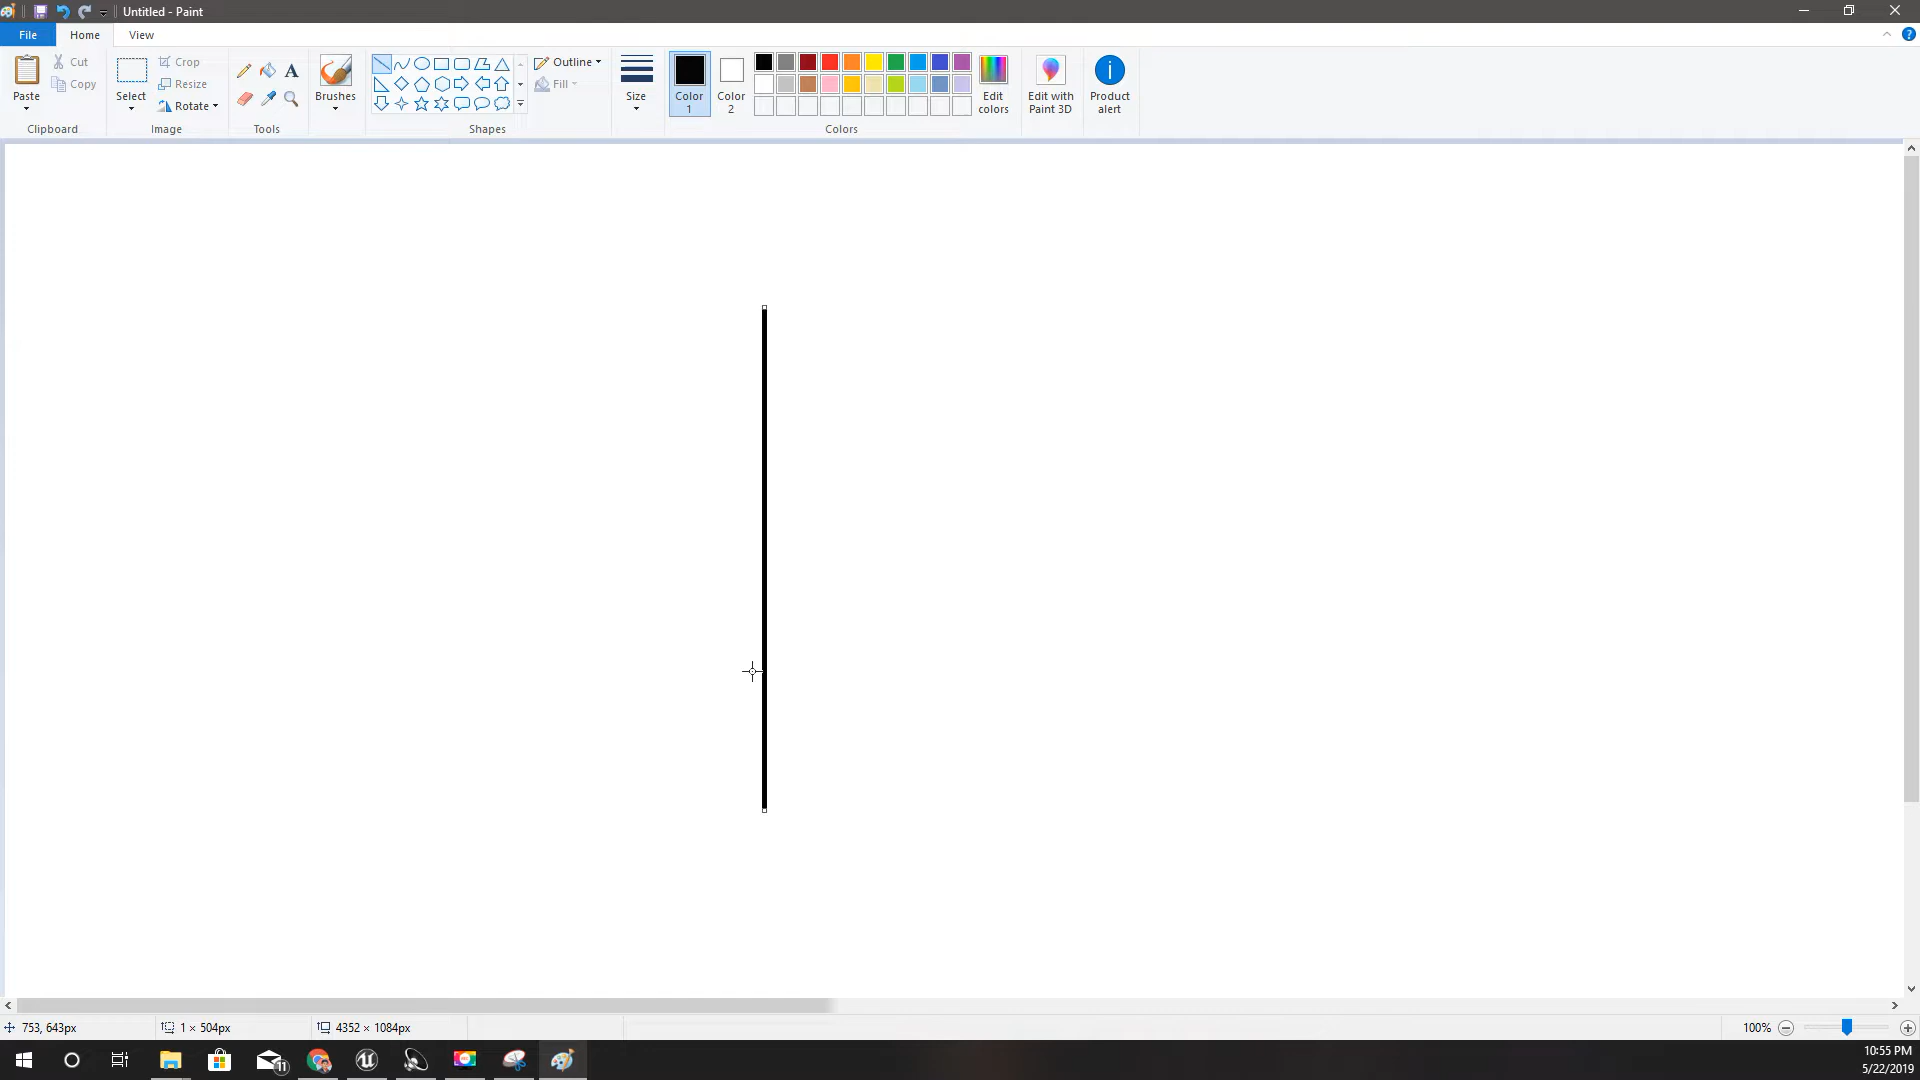 Untitled - Paint
File Home View
Paste
Cut
Copy
Clipboard
Select
Crop
Resize
Rotate
Image
A
Tools
Brushes
Shapes
Outline
Fill
Size
Color
1
Color
2
Colors
Edit
colors
Edit with
Paint 3D
Product
alert
753, 643px
1 × 504px
4352 × 1084px
100%
11
10:55 PM
5/22/2019